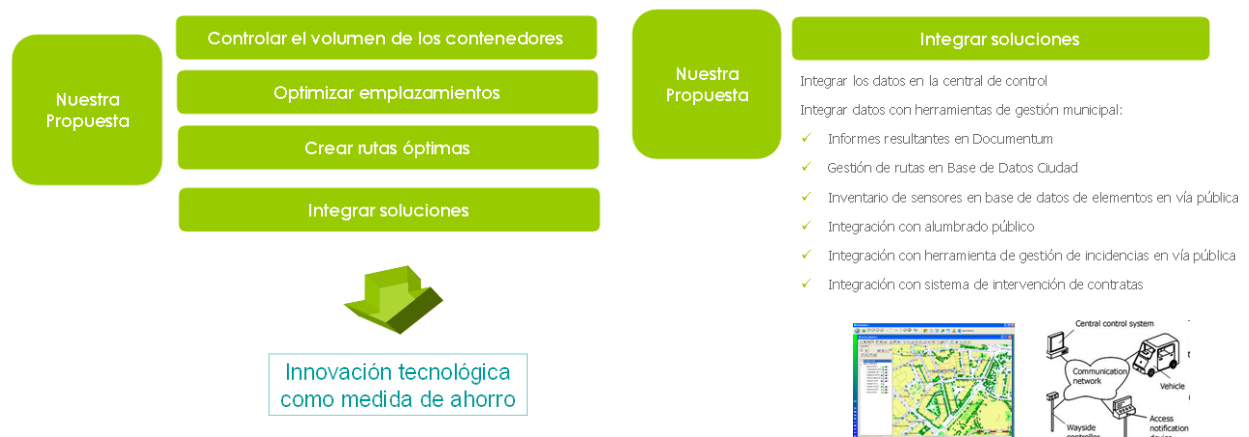 Nuestra
Propuesta
Controlar el volumen de los contenedores
Optimizar emplazamientos
Crear rutas óptimas
Integrar soluciones
Innovación tecnológica
como medida de ahorro
Nuestra
Propuesta
Integrar soluciones
Integrar los datos en la central de control
Integrar datos con herramientas de gestión municipal:
✓ Informes resultantes en Documentum
✓ Gestión de rutas en Base de Datos Ciudad
✓ Inventario de sensores en base de datos de elementos en vía pública
✓ Integración con alumbrado público
✓ Integración con herramienta de gestión de incidencias en vía pública
✓ Integración con sistema de intervención de contratas
Central control system
Communication
network
Vehicle
Wayside
Access
notification